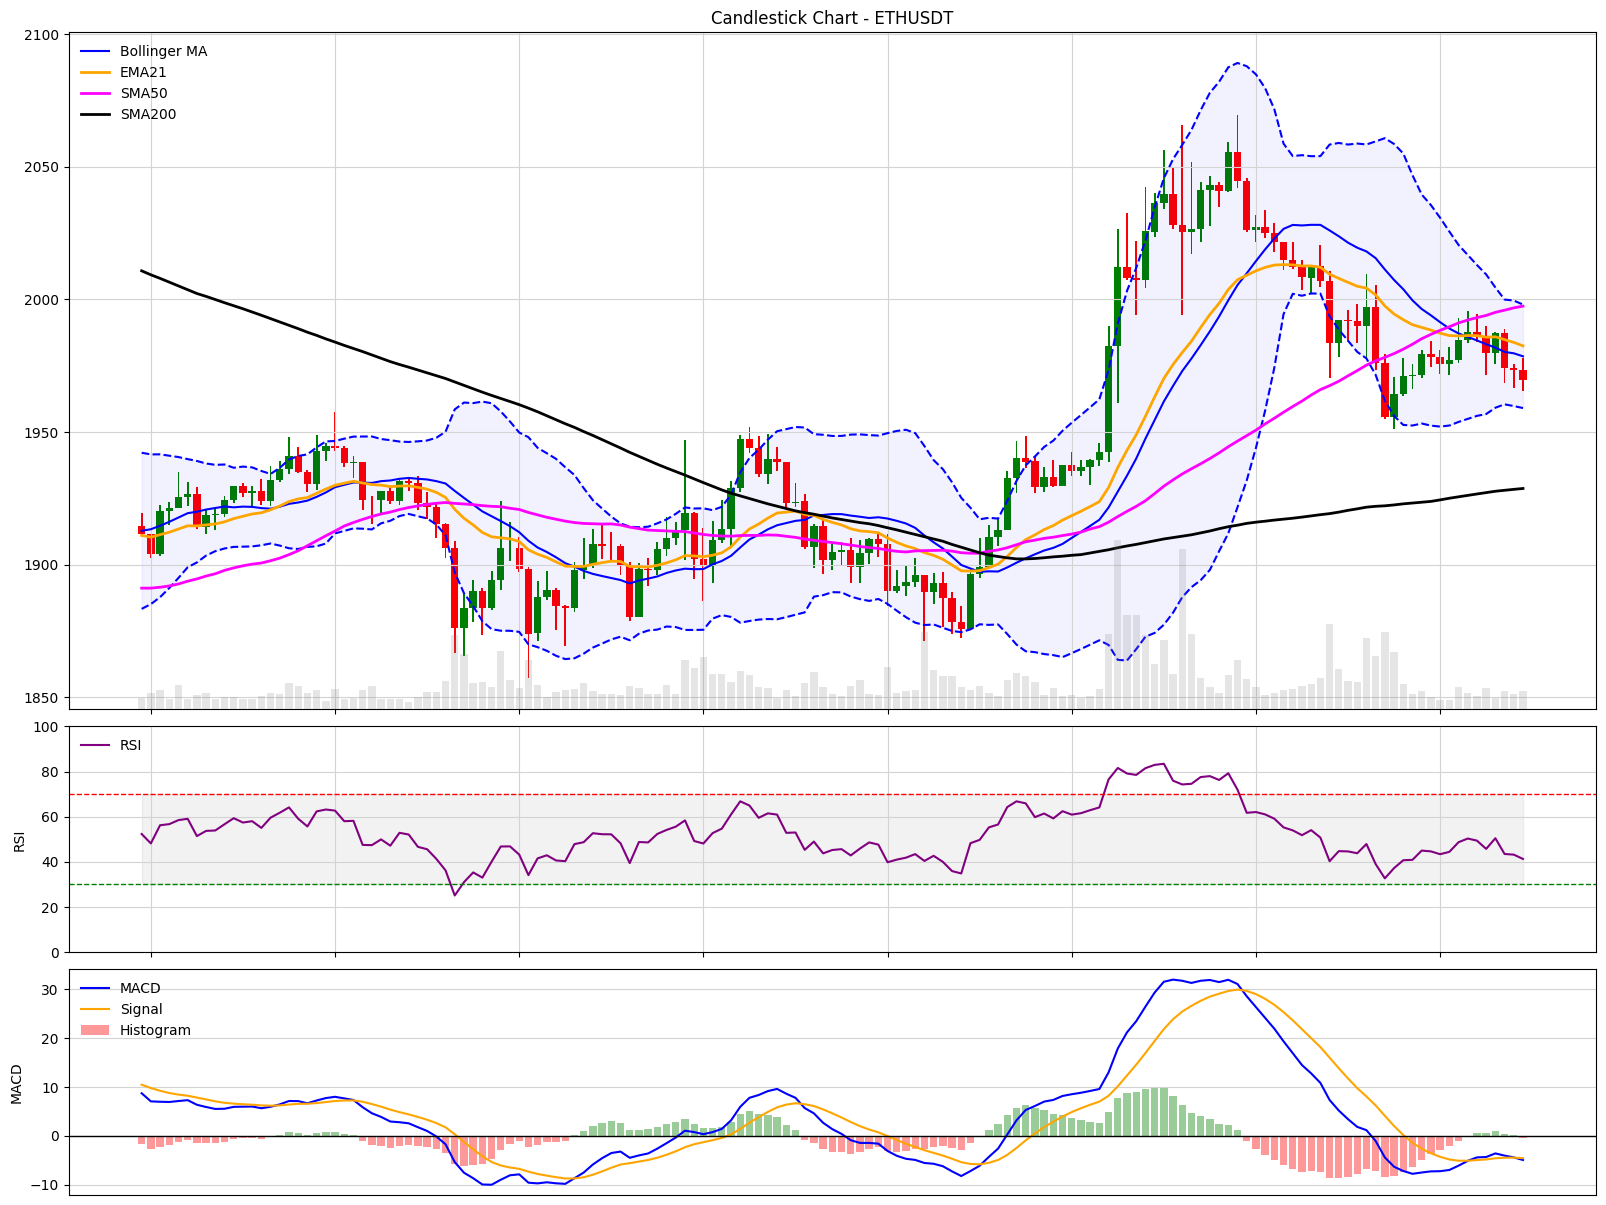 Candlestick Chart - ETHUSDT
2100
Bollinger MA
EMA21
SMA50
SMA200
2050
2000
1950
1900
1850
100
RSI
80
60
RSI
40
20
0
30
MACD
Signal
Histogram
20
MACD
10
0
−10